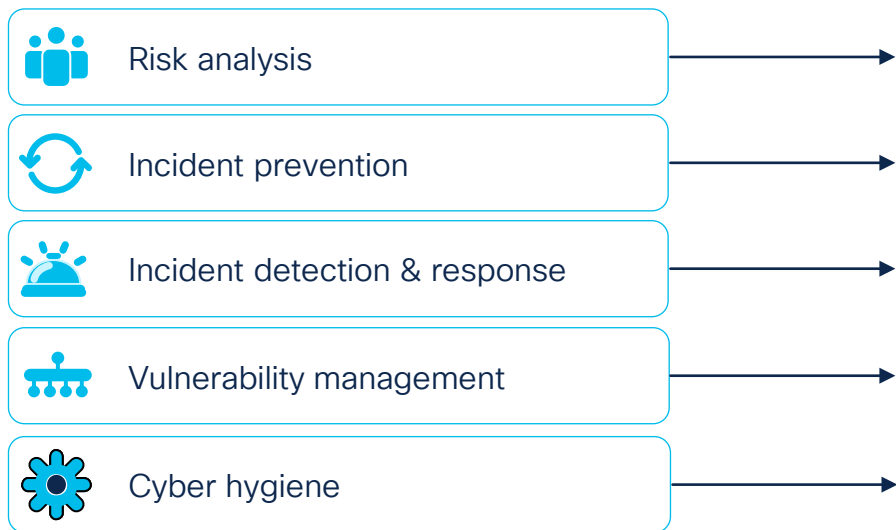 Risk analysis
Incident prevention
Incident detection & response
Vulnerability management
Cyber hygiene